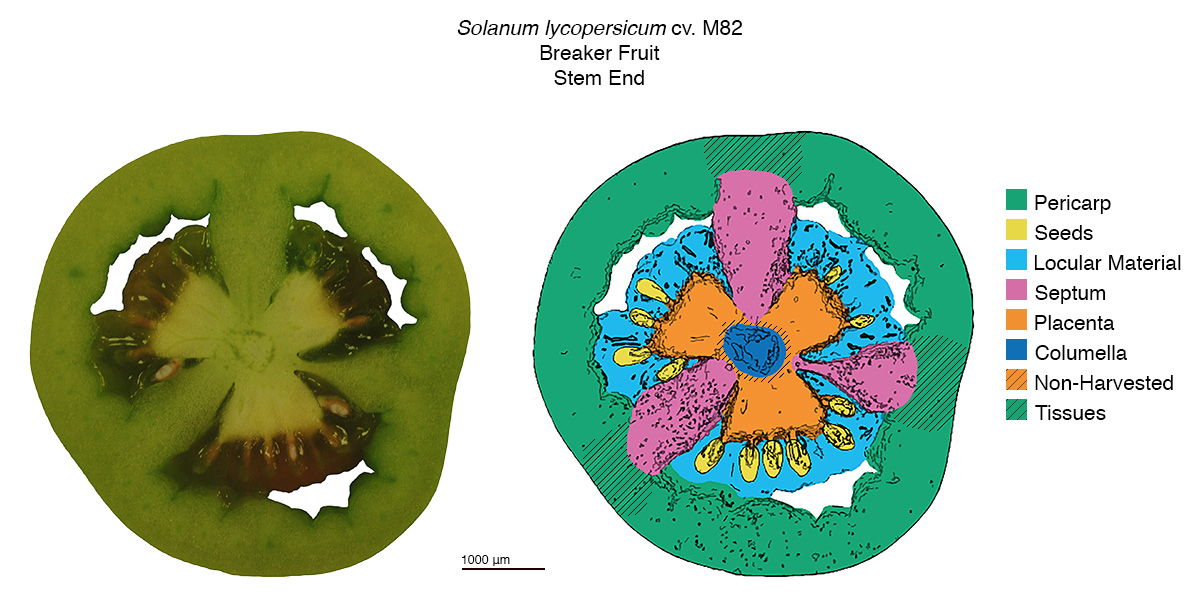 Solanum lycopersicum cv. M82
Breaker Fruit
Stem End
Pericarp
Seeds
Locular Material
Septum
Placenta
Columella
Non-Harvested
Tissues
1000 µm